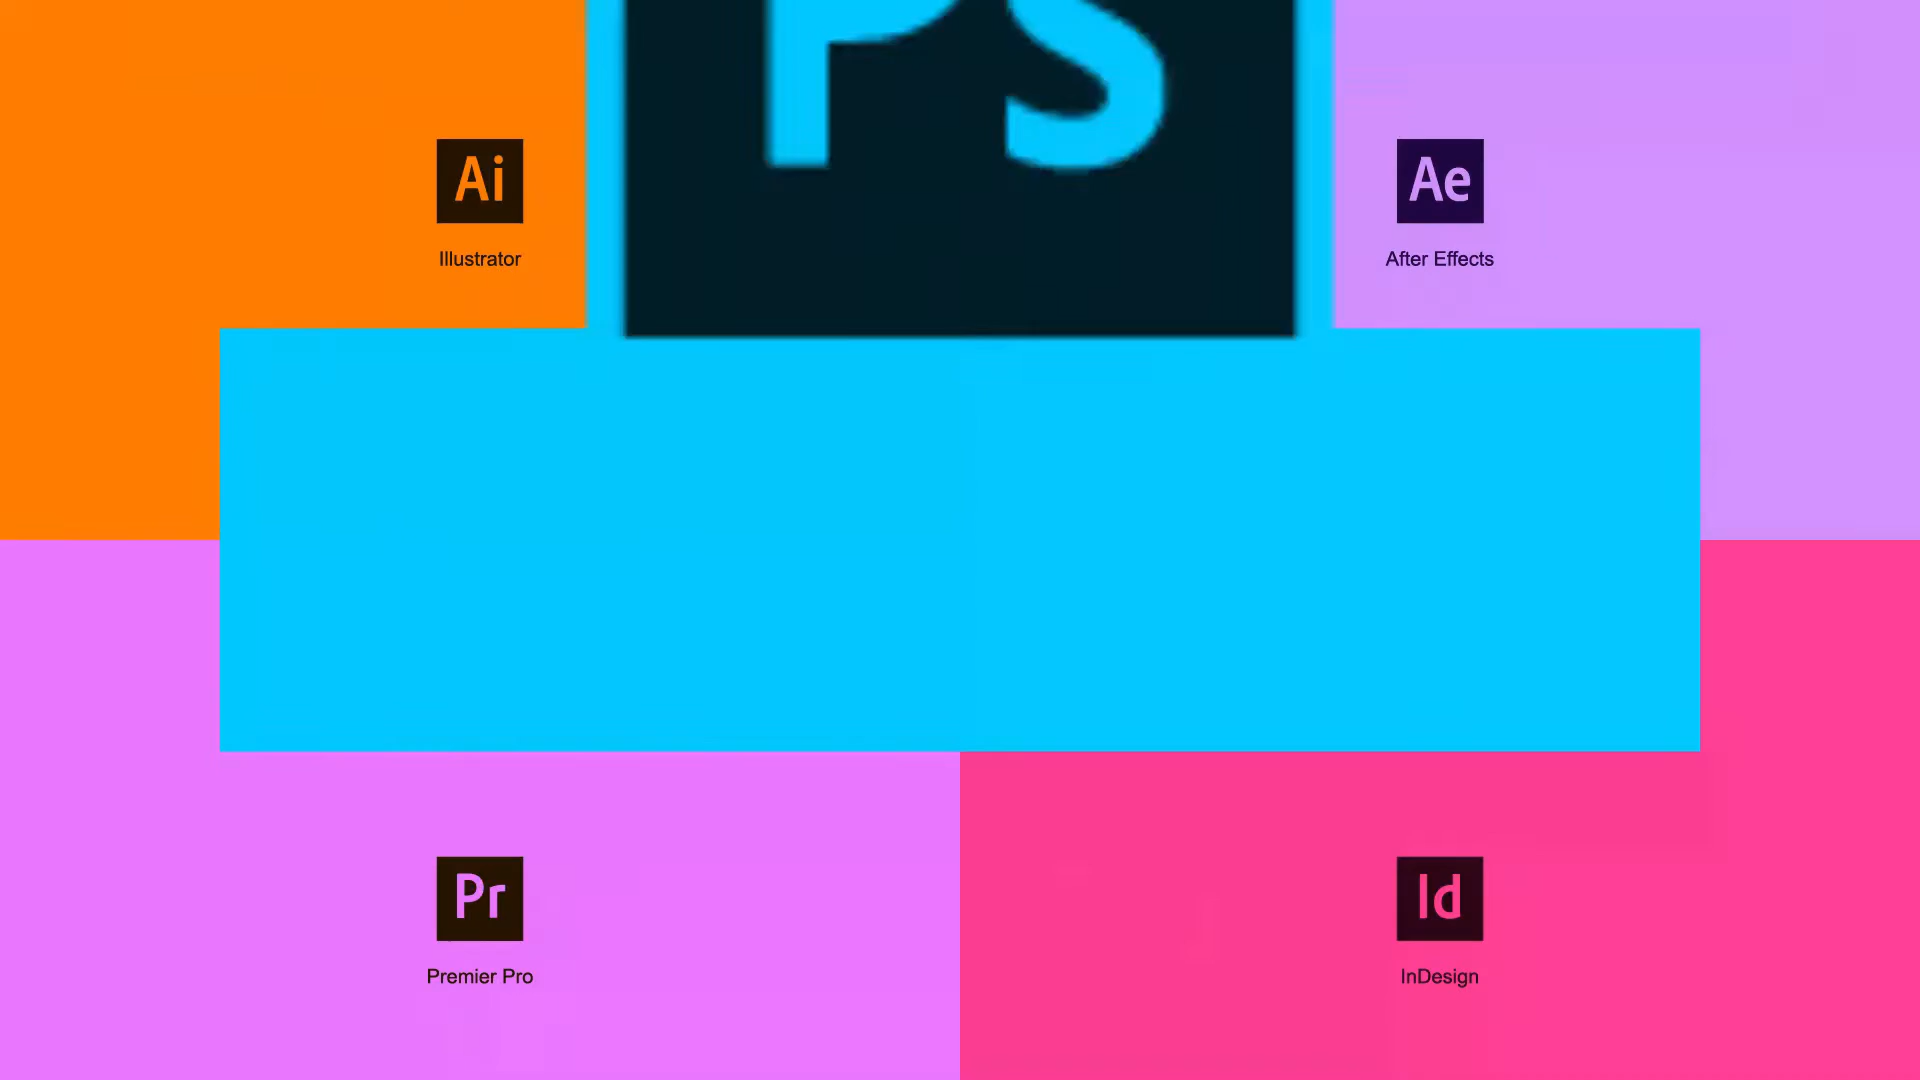 Ps
Ai
Illustrator
Ae
After Effects
Pr
Premier Pro
Id
InDesign